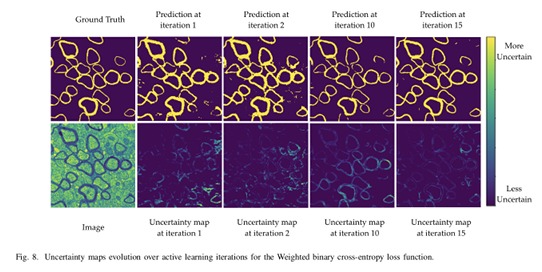 Ground Truth
Prediction at
iteration 1
Prediction at
iteration 2
Prediction at
iteration 10
Prediction at
iteration 15
More
Uncertain
Less
Uncertain
Image
Uncertainty map
at iteration 1
Uncertainty map
at iteration 2
Uncertainty map
at iteration 10
Uncertainty map
at iteration 15
Fig. 8. Uncertainty maps evolution over active learning iterations for the Weighted binary cross-entropy loss function.